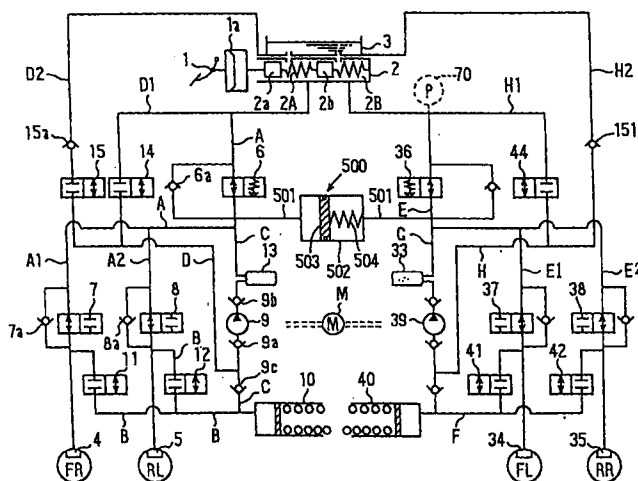 1a
1
3
2
D2
D1
2a
2A
2b
2B
P
70
H1
H2
15a
15
14
A
6a
6
36
44
151
500
501
501
A
E
A1
A2
D
C
503
502
504
G
H
E1
E2
13
33
7
8
9b
M
37
38
7a
8a
9
M
39
B
9a
11
12
9c
41
42
C
10
40
B
B
F
4
5
34
35
FR
RL
FL
RR